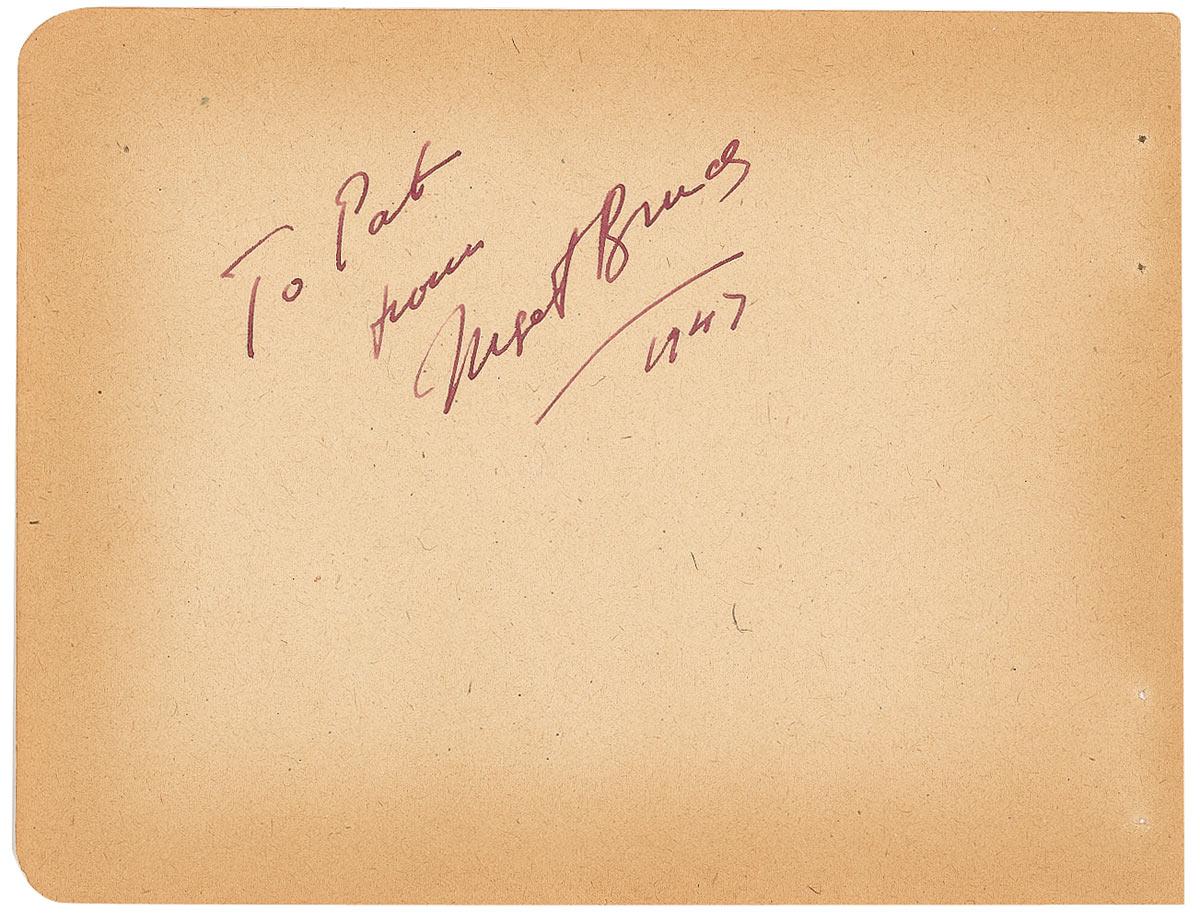 To Pat
from
Nigel Bruce
1947